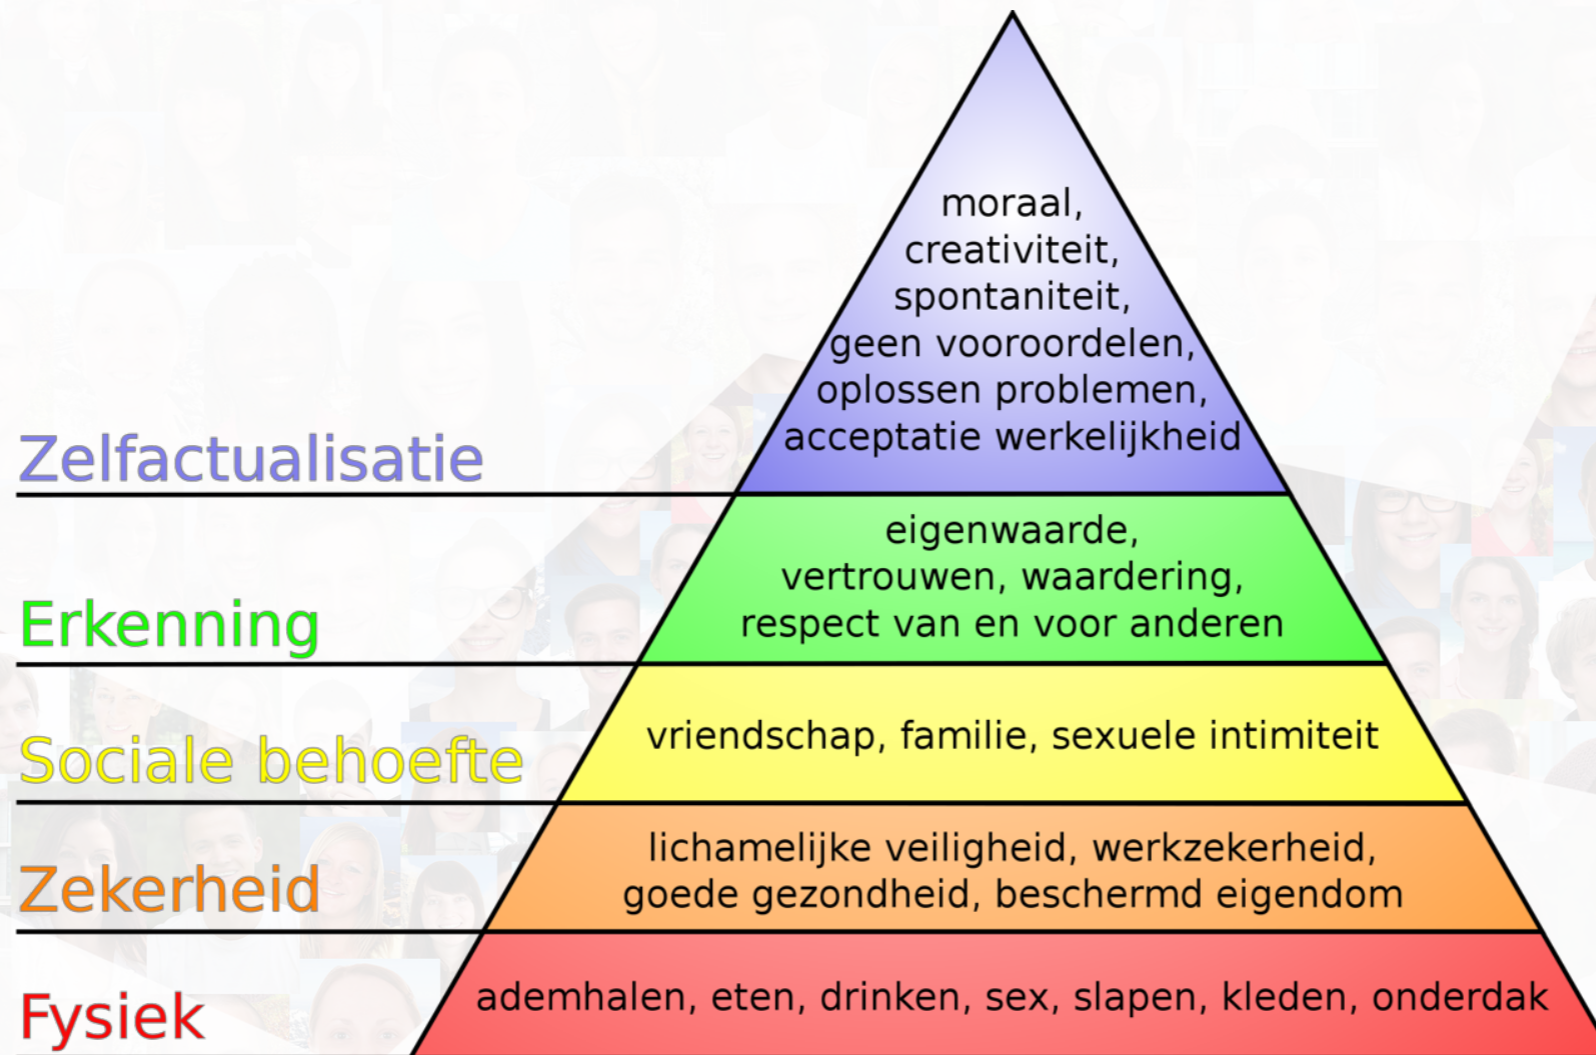 moraal,
creativiteit,
spontaniteit,
geen vooroordelen,
oplossen problemen,
acceptatie werkelijkheid
Zelfactualisatie
eigenwaarde,
vertrouwen, waardering,
respect van en voor anderen
Erkenning
vriendschap, familie, sexuele intimiteit
Sociale behoefte
lichamelijke veiligheid, werkzekerheid,
goede gezondheid, beschermd eigendom
Zekerheid
ademhalen, eten, drinken, sex, slapen, kleden, onderdak
Fysiek